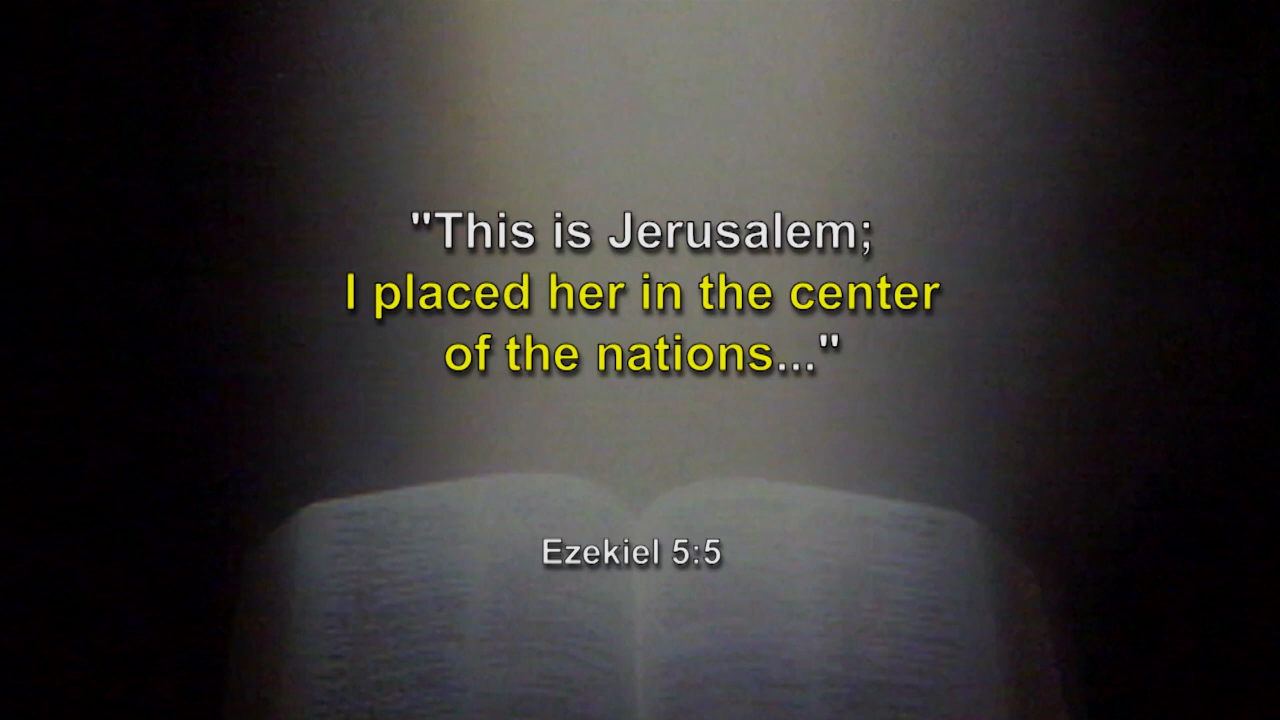 "This is Jerusalem;
I placed her in the center
of the nations..."
Ezekiel 5:5